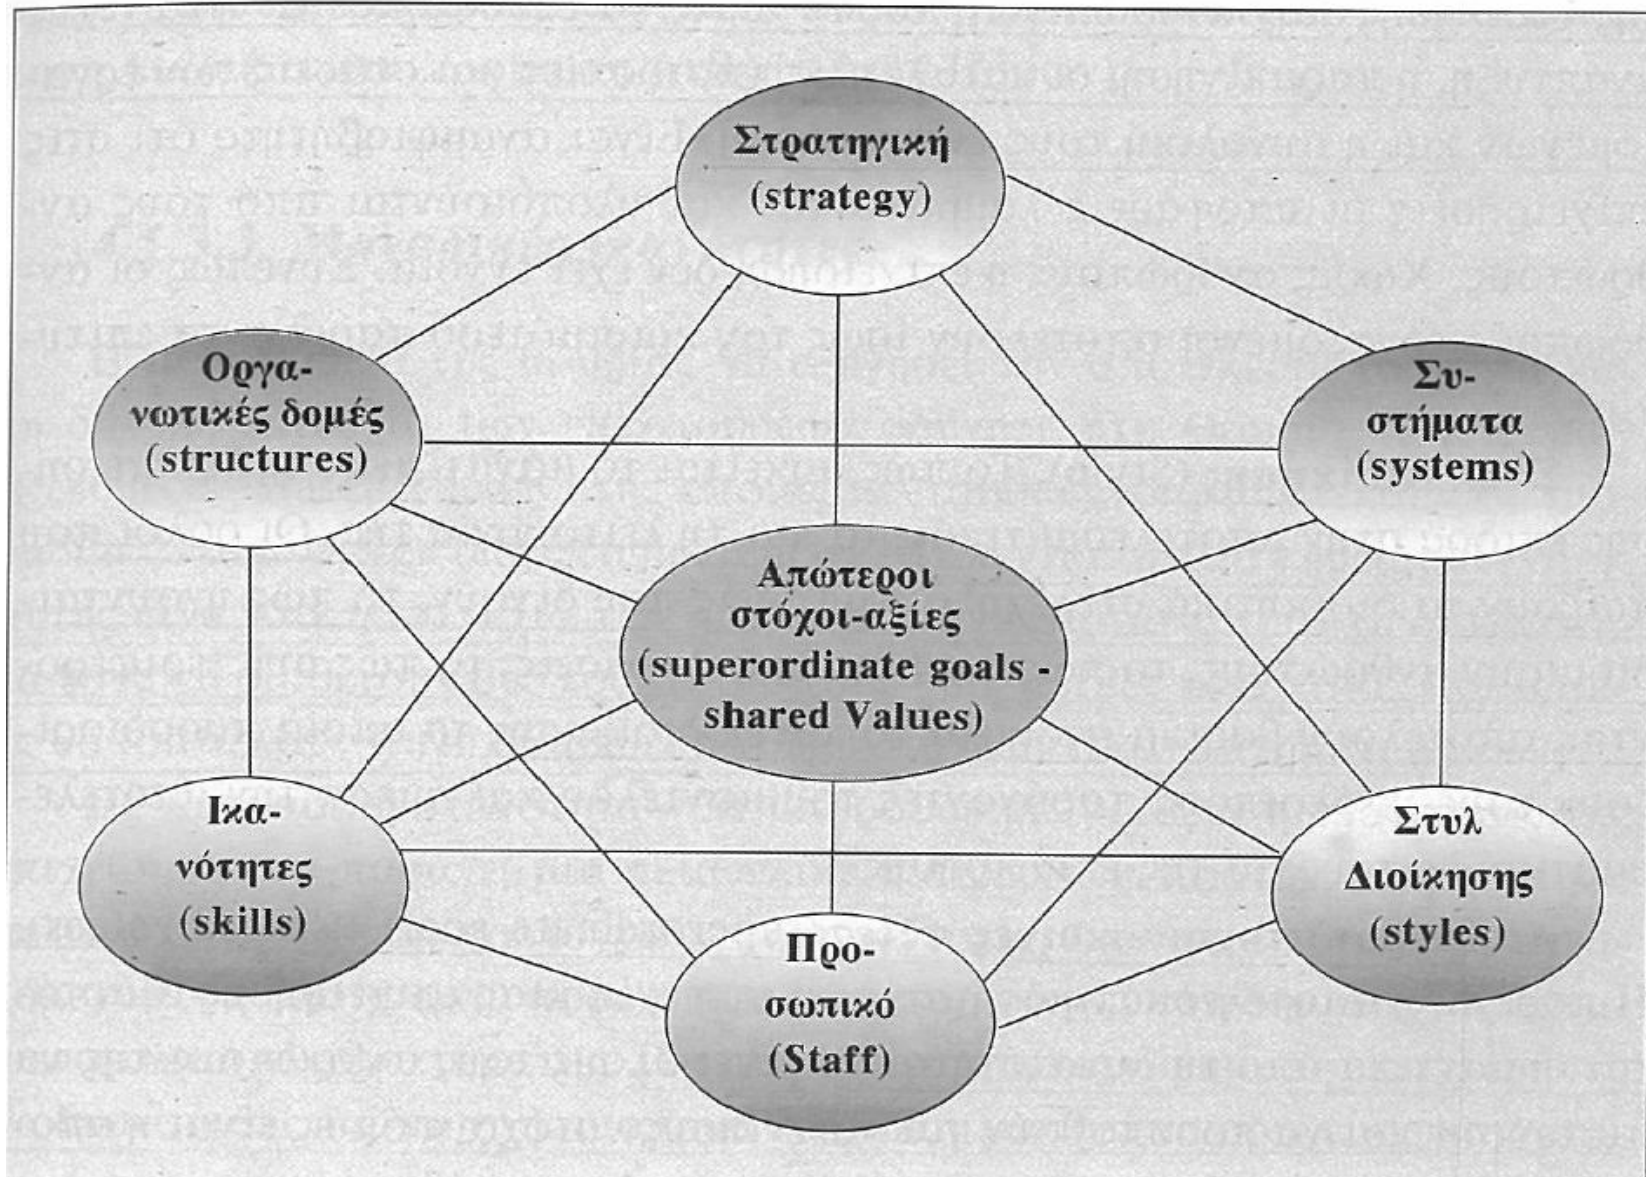 Στρατηγική
(strategy)
Οργα-
νωτικές δομές
(structures)
Συ-
στήματα
(systems)
Απώτεροι
στόχοι-αξίες
(superordinate goals -
shared Values)
Ικα-
νότητες
(skills)
Στυλ
Διοίκησης
(styles)
Προ-
σωπικό
(Staff)